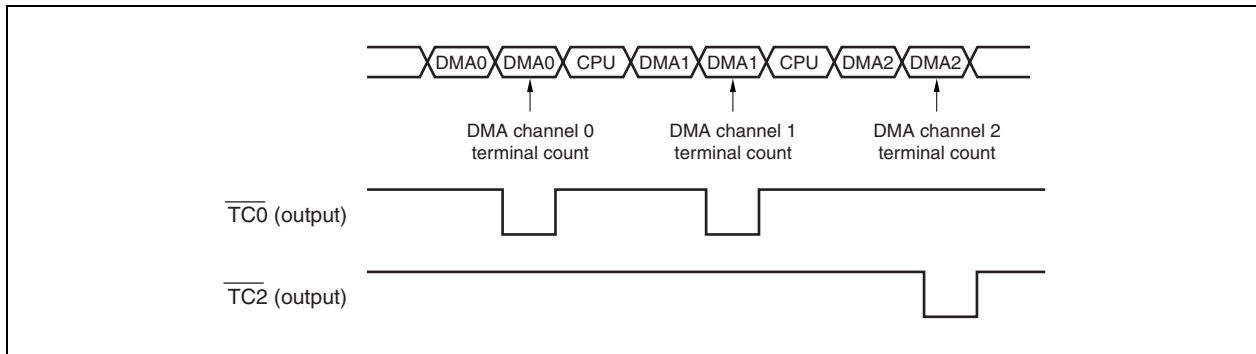 DMA0 DMA0 CPU DMA1 DMA1 CPU DMA2 DMA2
DMA channel 0
terminal count
DMA channel 1
terminal count
DMA channel 2
terminal count
TC0 (output)
TC2 (output)